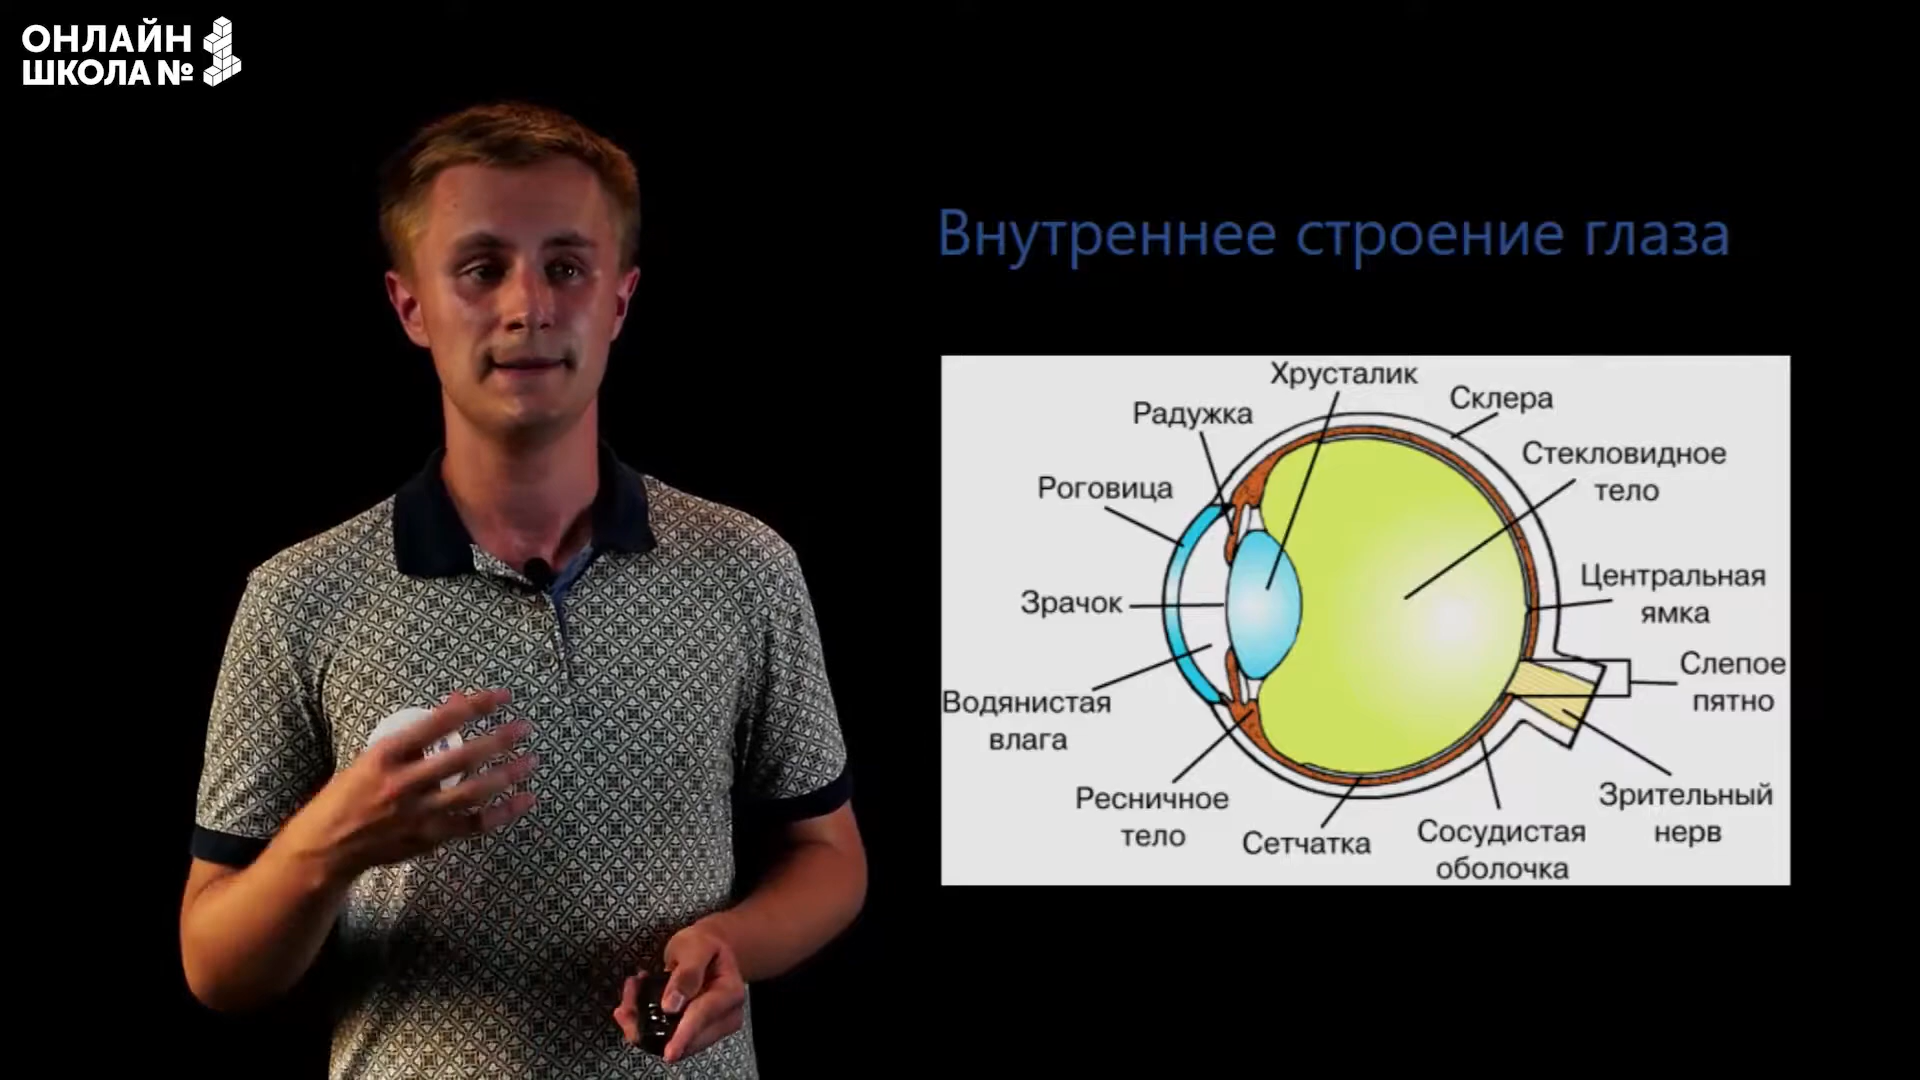 ОНЛАЙН
ШКОЛА №
Внутреннее строение глаза
Хрусталик
Склера
Радужка
Стекловидное
тело
Роговица
Центральная
ямка
Зрачок
Слепое
пятно
Водянистая
влага
Ресничное
тело
Зрительный
нерв
Сосудистая
оболочка
Сетчатка